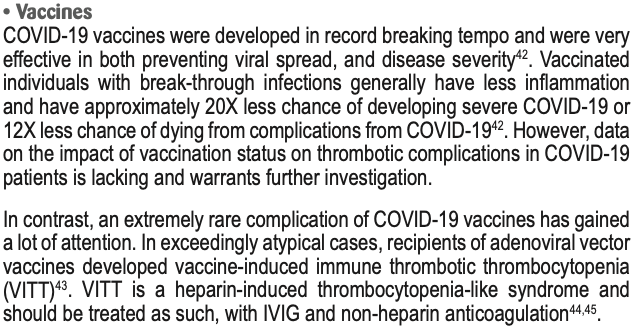 • Vaccines
COVID-19 vaccines were developed in record breaking tempo and were very
effective in both preventing viral spread, and disease severity42. Vaccinated
individuals with break-through infections generally have less inflammation
and have approximately 20X less chance of developing severe COVID-19 or
12X less chance of dying from complications from COVID-1942. However, data
on the impact of vaccination status on thrombotic complications in COVID-19
patients is lacking and warrants further investigation.
In contrast, an extremely rare complication of COVID-19 vaccines has gained
a lot of attention. In exceedingly atypical cases, recipients of adenoviral vector
vaccines developed vaccine-induced immune thrombotic thrombocytopenia
(VITT)43. VITT is a heparin-induced thrombocytopenia-like syndrome and
should be treated as such, with IVIG and non-heparin anticoagulation44,45.